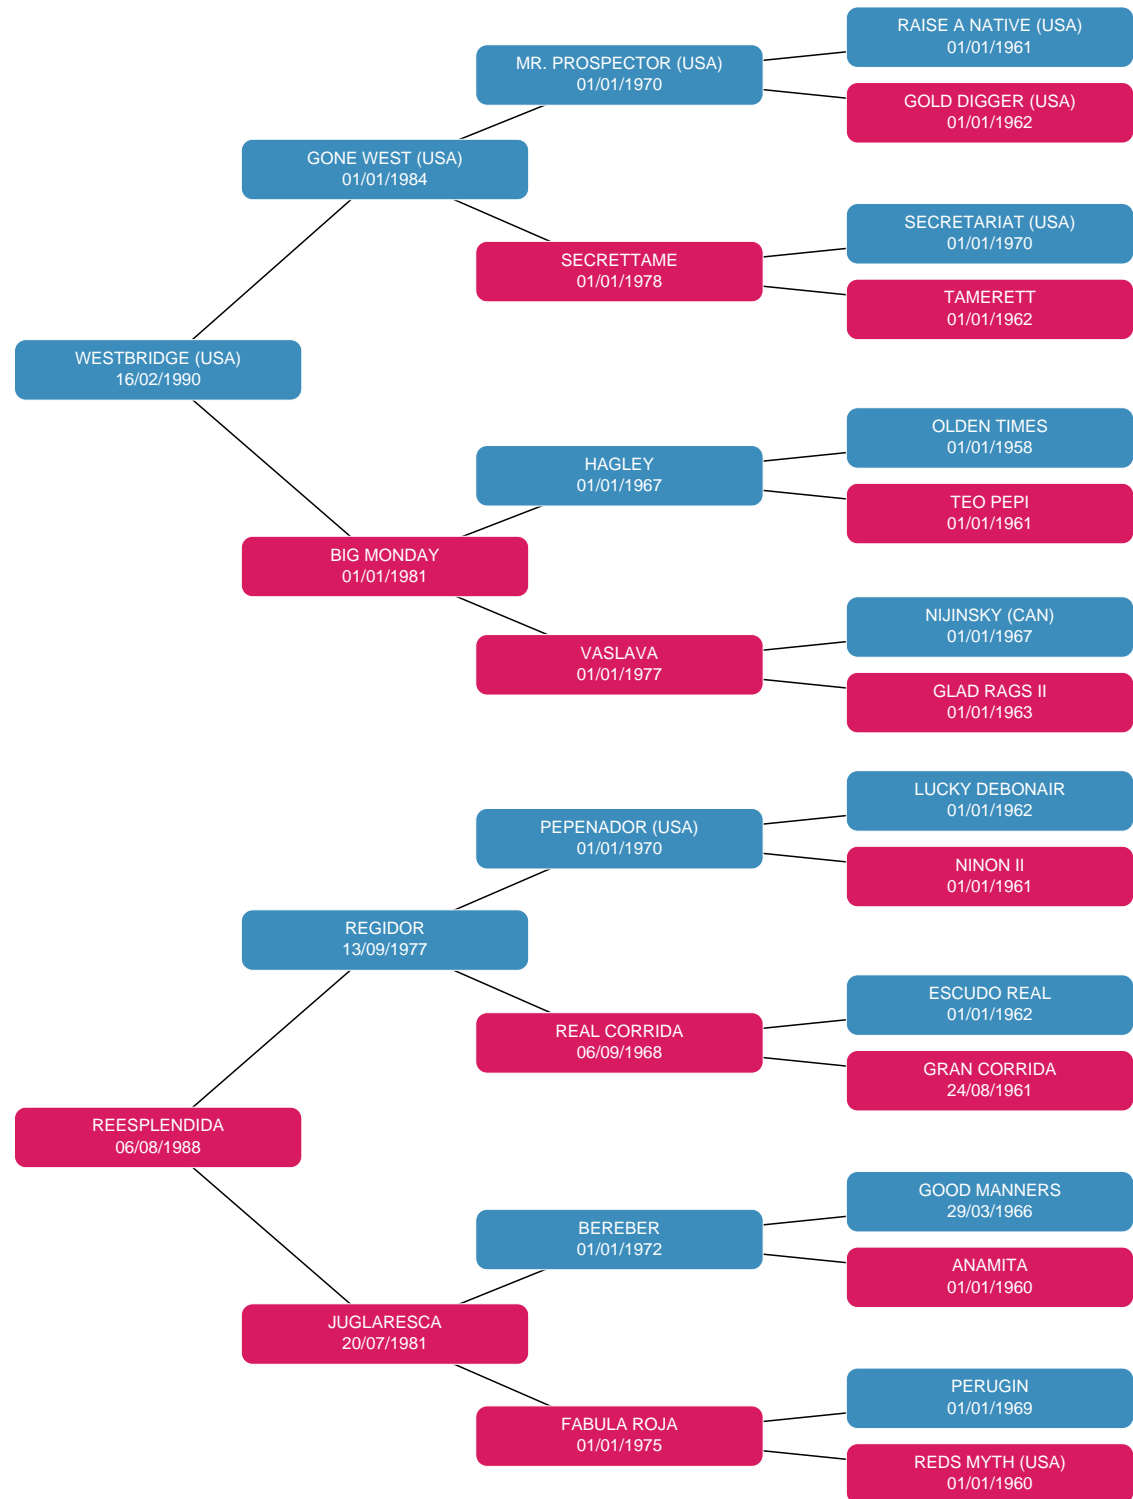 RAISE A NATIVE (USA)
01/01/1961
MR. PROSPECTOR (USA)
01/01/1970
GOLD DIGGER (USA)
01/01/1962
GONE WEST (USA)
01/01/1984
SECRETARIAT (USA)
01/01/1970
SECRETTAME
01/01/1978
TAMERETT
01/01/1962
WESTBRIDGE (USA)
16/02/1990
OLDEN TIMES
01/01/1958
HAGLEY
01/01/1967
TEO PEPI
01/01/1961
BIG MONDAY
01/01/1981
NIJINSKY (CAN)
01/01/1967
VASLAVA
01/01/1977
GLAD RAGS II
01/01/1963
LUCKY DEBONAIR
01/01/1962
PEPENADOR (USA)
01/01/1970
NINON II
01/01/1961
REGIDOR
13/09/1977
ESCUDO REAL
01/01/1962
REAL CORRIDA
06/09/1968
GRAN CORRIDA
24/08/1961
REESPLENDIDA
06/08/1988
GOOD MANNERS
29/03/1966
BEREBER
01/01/1972
ANAMITA
01/01/1960
JUGLARESCA
20/07/1981
PERUGIN
01/01/1969
FABULA ROJA
01/01/1975
REDS MYTH (USA)
01/01/1960